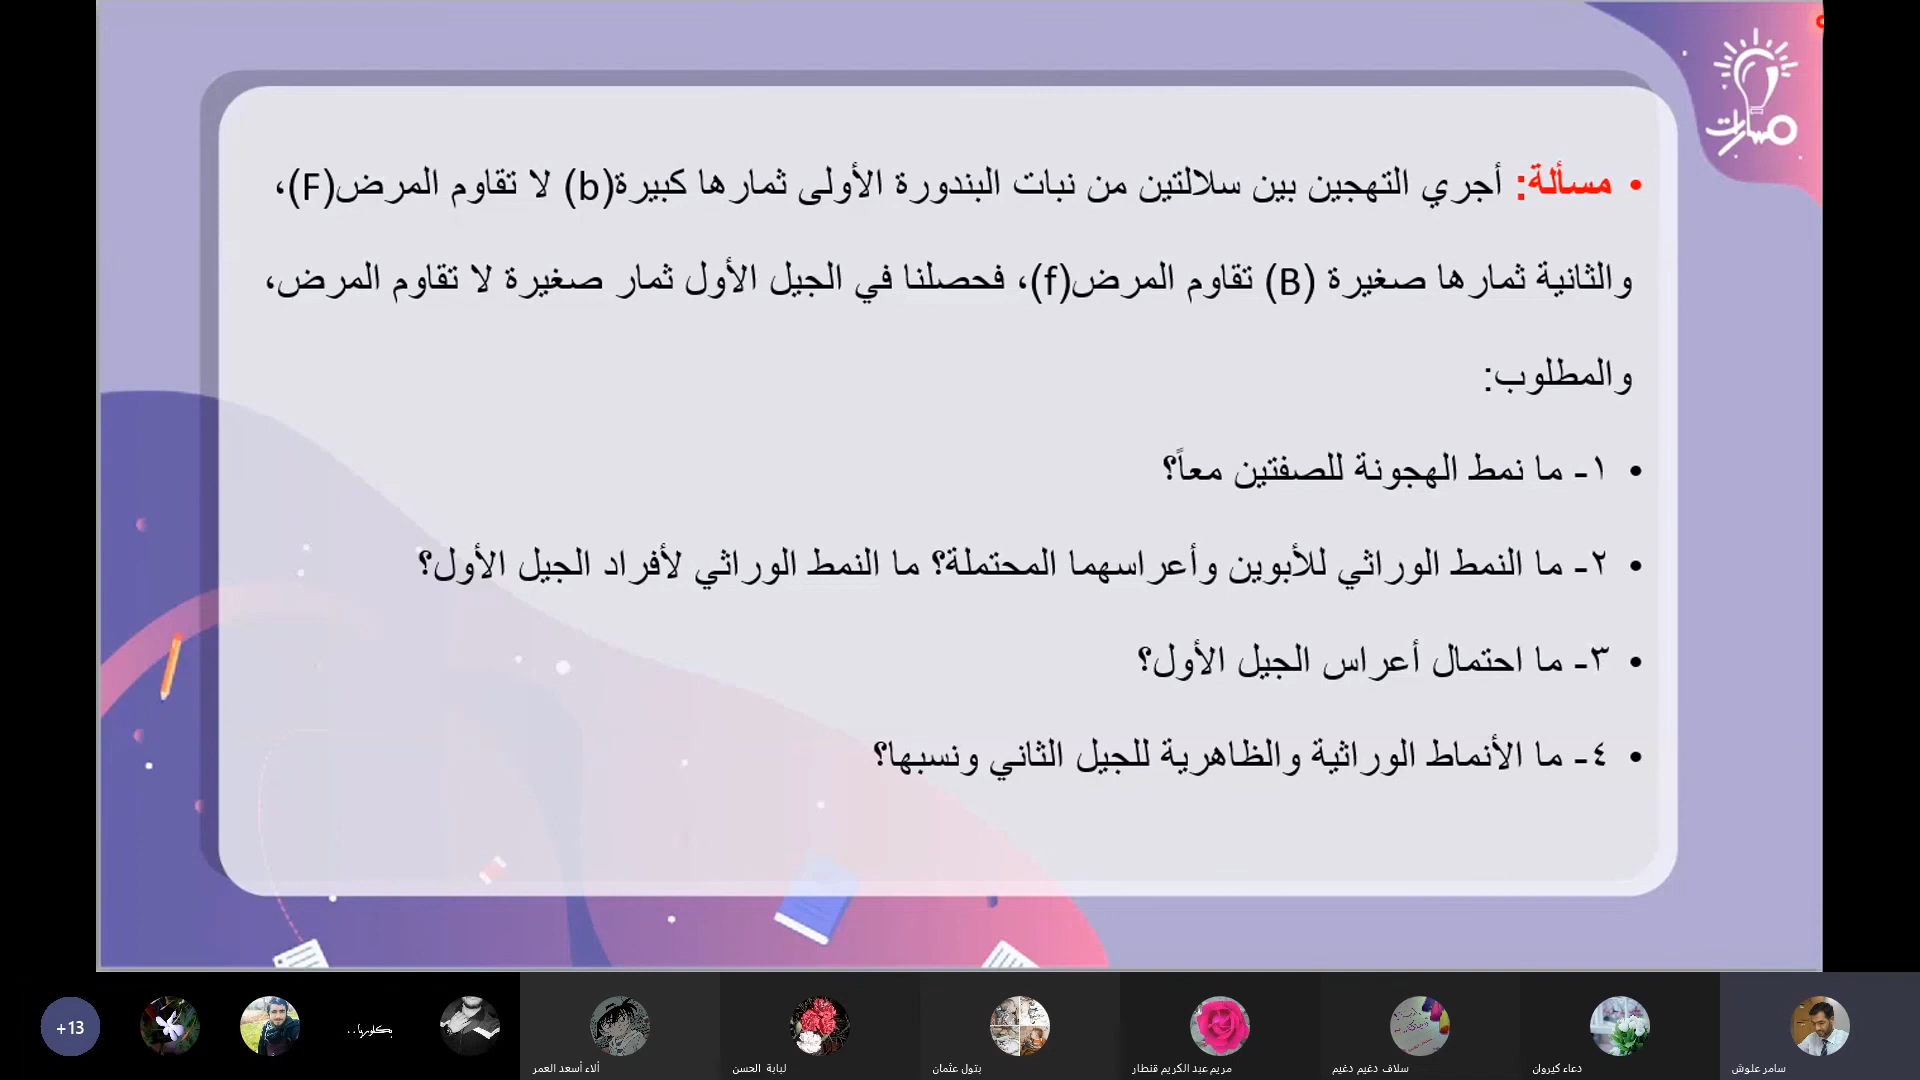 مسارات
• مسألة: أجري التهجين بين سلالتين من نبات البندورة الأولى ثمارها كبيرة(b) لا تقاوم المرض(F)،
والثانية ثمارها صغيرة (B) تقاوم المرض(f)، فحصلنا في الجيل الأول ثمار صغيرة لا تقاوم المرض،
والمطلوب:
• ١- ما نمط الهجونة للصفتين معاً؟
• ٢- ما النمط الوراثي للأبوين وأعراسهما المحتملة؟ ما النمط الوراثي لأفراد الجيل الأول؟
• ٣- ما احتمال أعراس الجيل الأول؟
• ٤- ما الأنماط الوراثية والظاهرية للجيل الثاني ونسبها؟
+13
ألاء أسعد العمر
لبابة الحسن
بتول عثمان
مريم عبد الكريم قنطار
سلاف دغيم دغيم
دعاء كيروان
سامر علوش